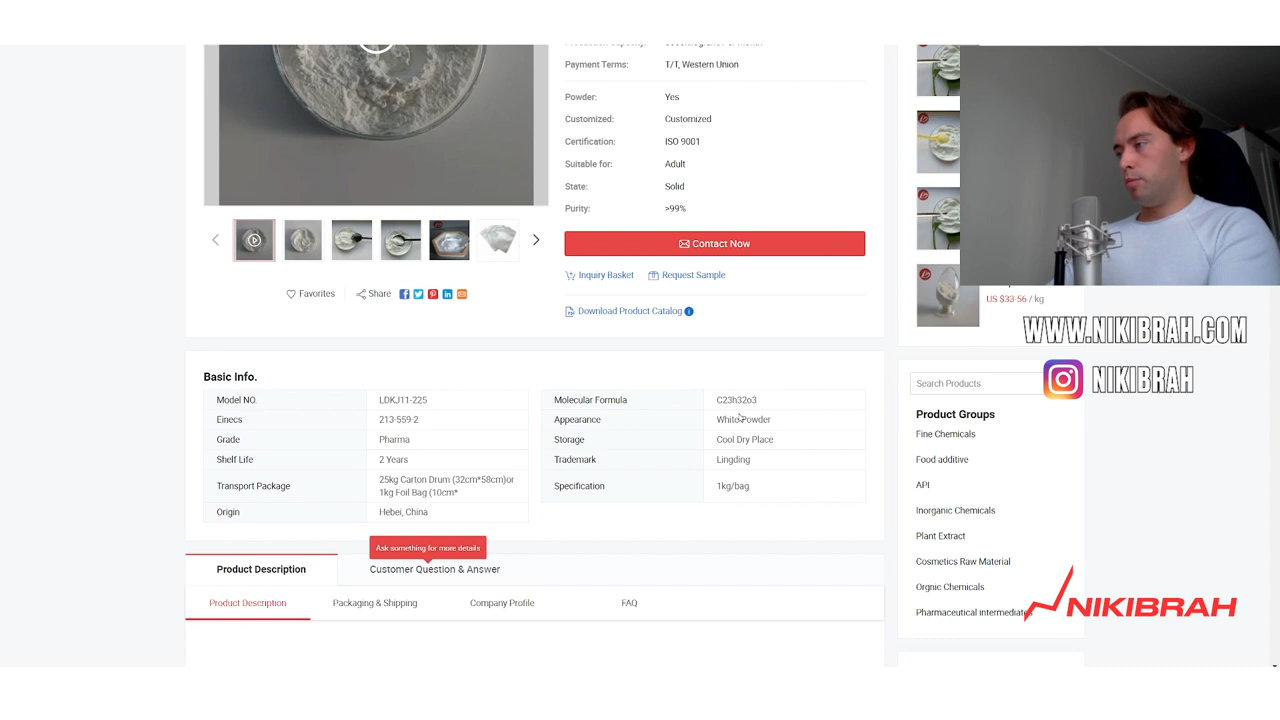 Payment Terms: T/T, Western Union
Powder: Yes
Customized: Customized
Certification: ISO 9001
Suitable for: Adult
State: Solid
Purity: >99%
Contact Now
Inquiry Basket Request Sample
Favorites Share
Download Product Catalog
US $33-56 / kg
WWW.NIKIBRAH.COM
NIKIBRAH
Search Products
Basic Info.
Model NO. LDKJ11-225 Molecular Formula C23h32o3
Einecs 213-559-2 Appearance White Powder
Grade Pharma Storage Cool Dry Place
Shelf Life 2 Years Trademark Lingding
Transport Package 25kg Carton Drum (32cm*58cm)or
1kg Foil Bag (10cm* Specification 1kg/bag
Origin Hebei, China
Product Groups
Fine Chemicals
Food additive
API
Inorganic Chemicals
Plant Extract
Cosmetics Raw Material
Orgnic Chemicals
Pharmaceutical intermediates
NIKIBRAH
Ask something for more details
Product Description Customer Question & Answer
Product Description Packaging & Shipping Company Profile FAQ